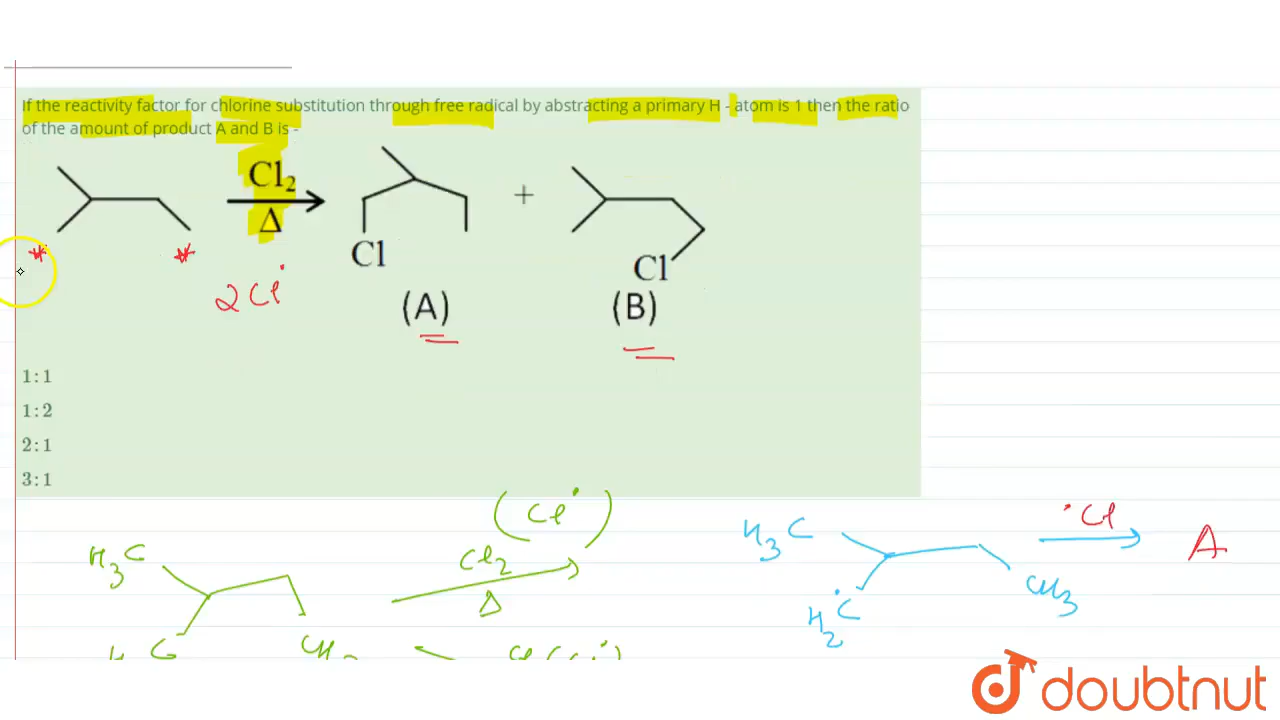 If the reactivity factor for chlorine substitution through free radical by abstracting a primary H - atom is 1 then the ratio
of the amount of product A and B is -
Cl₂
Δ
+
Cl
Cl
(A)
(B)
2Cl•
1 : 1
1 : 2
2 : 1
3 : 1
(Cl•)
H₃C
Cl₂
Δ
H₃C
•Cl
A
H₂Ċ
CH₃
doubtnut